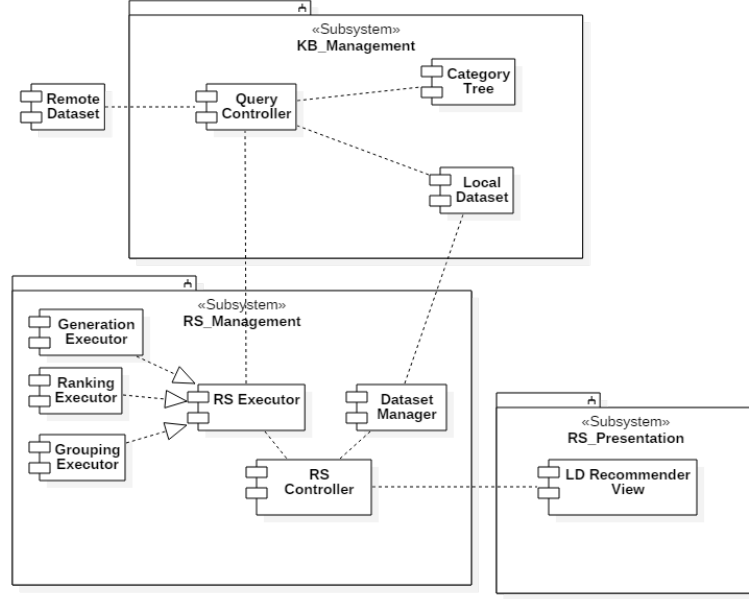 «Subsystem»
KB_Management
Remote
Dataset
Query
Controller
Category
Tree
Local
Dataset
«Subsystem»
RS_Management
Generation
Executor
Ranking
Executor
Grouping
Executor
RS Executor
Dataset
Manager
RS
Controller
«Subsystem»
RS_Presentation
LD Recommender
View